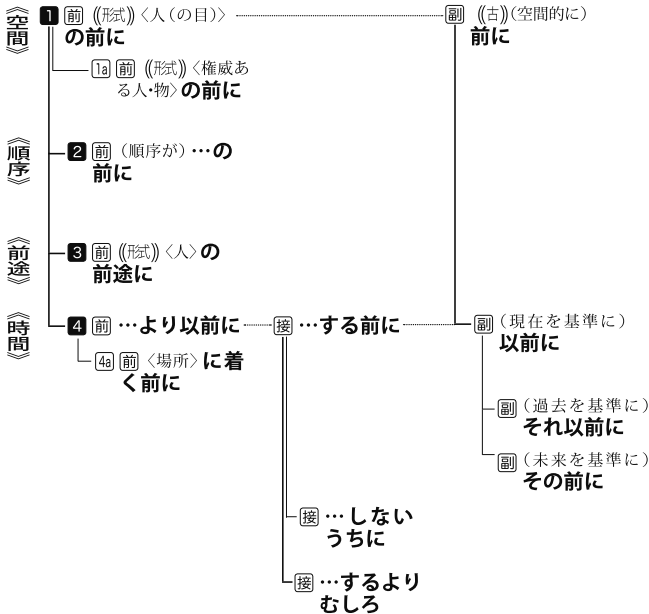 《空間》
1 前 《形式》〈人(の目)〉
の前に
副 《古》(空間的に)
前に
1a 前 《形式》〈権威あ
る人・物〉の前に
《順序》
2 前 (順序が)…の
前に
《前途》
3 前 《形式》〈人〉の
前途に
《時間》
4 前 …より以前に
接 …する前に
副 (現在を基準に)
以前に
4a 前 〈場所〉に着
く前に
副 (過去を基準に)
それ以前に
副 (未来を基準に)
その前に
接 …しない
うちに
接 …するより
むしろ